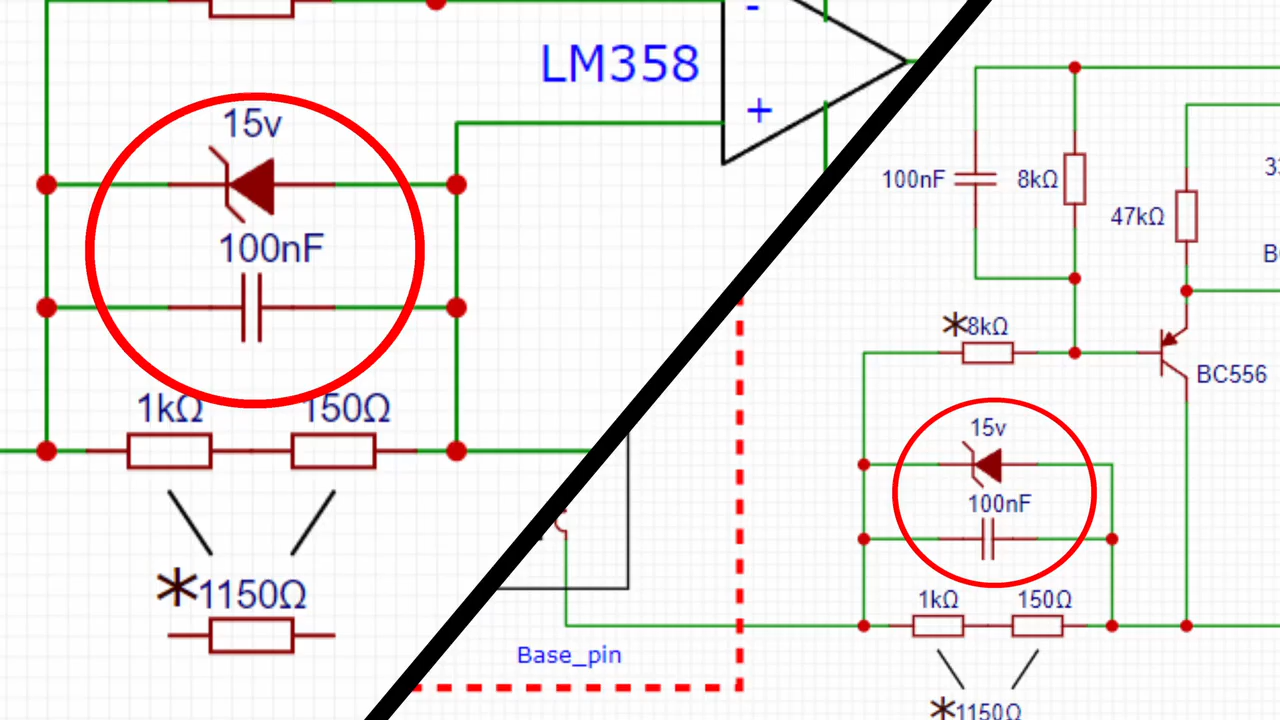 -
LM358
+
15v
100nF
1kΩ
150Ω
*1150Ω
100nF
8kΩ
47kΩ
*8kΩ
BC556
15v
100nF
1kΩ
150Ω
Base_pin
*1150Ω